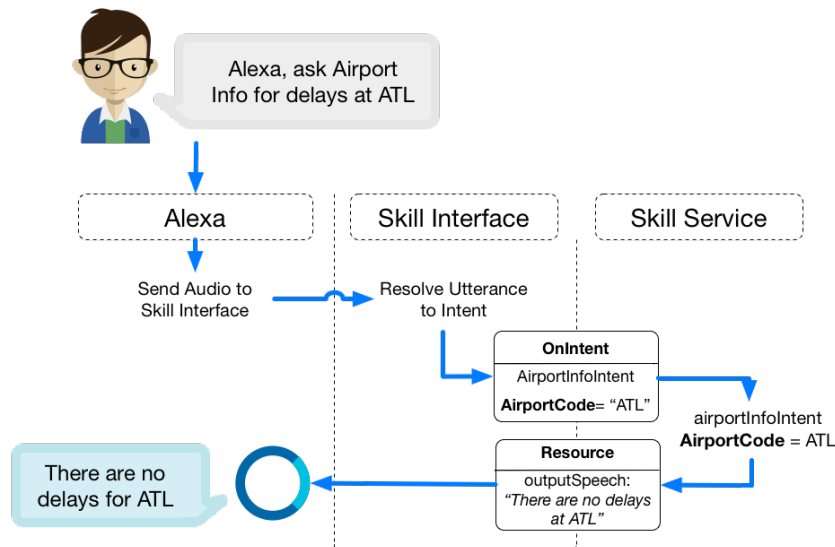 Alexa, ask Airport
Info for delays at ATL
Alexa
Skill Interface
Skill Service
Send Audio to
Skill Interface
Resolve Utterance
to Intent
OnIntent
AirportInfoIntent
AirportCode= “ATL”
airportInfoIntent
AirportCode = ATL
Resource
outputSpeech:
“There are no delays
at ATL”
There are no
delays for ATL